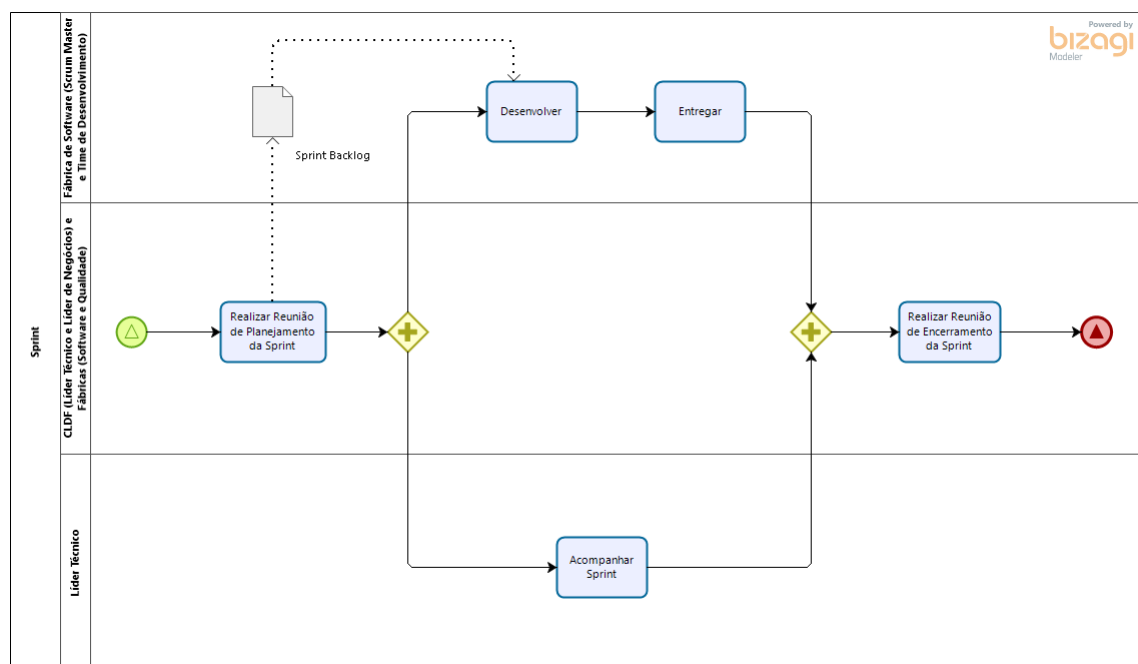 Sprint
Fábrica de Software (Scrum Master
e Time de Desenvolvimento)
Powered by
bizagi
Modeler
Desenvolver
Entregar
Sprint Backlog
CLDF (Líder Técnico e Líder de Negócios) e
Fábricas (Software e Qualidade)
Realizar Reunião
de Planejamento
da Sprint
Realizar Reunião
de Encerramento
da Sprint
Líder Técnico
Acompanhar
Sprint